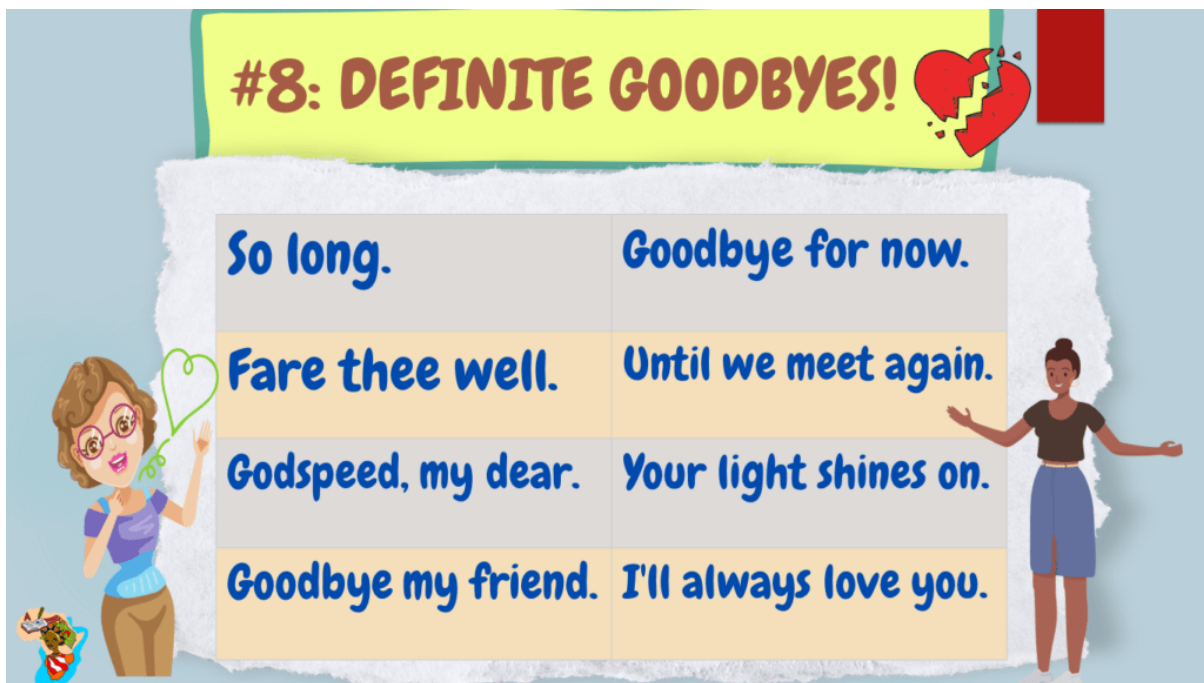 #8: DEFINITE GOODBYES!
So long.
Goodbye for now.
Fare thee well.
Until we meet again.
Godspeed, my dear.
Your light shines on.
Goodbye my friend.
I'll always love you.